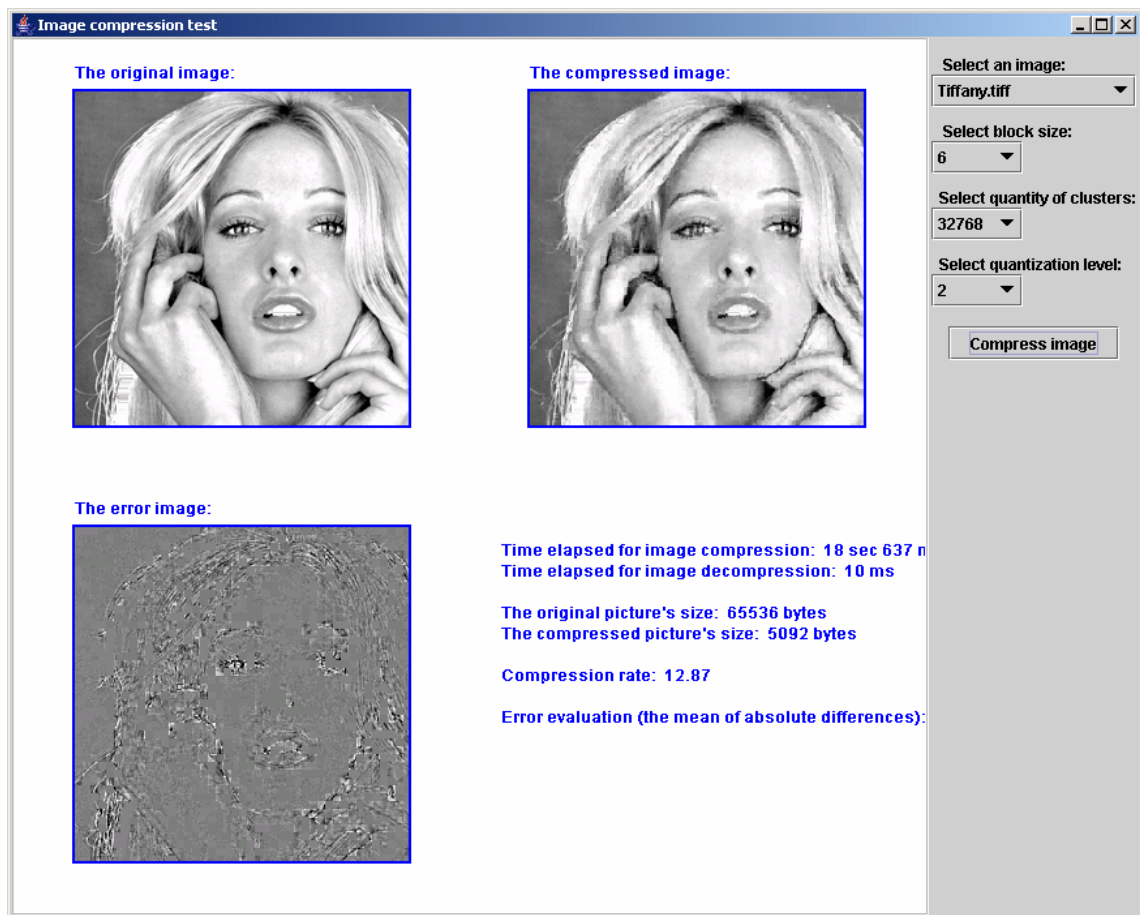 Image compression test
The original image:
The compressed image:
Select an image:
Tiffany.tiff
Select block size:
6
Select quantity of clusters:
32768
Select quantization level:
2
Compress image
The error image:
Time elapsed for image compression: 18 sec 637
Time elapsed for image decompression: 10 ms
The original picture's size: 65536 bytes
The compressed picture's size: 5092 bytes
Compression rate: 12.87
Error evaluation (the mean of absolute differences):